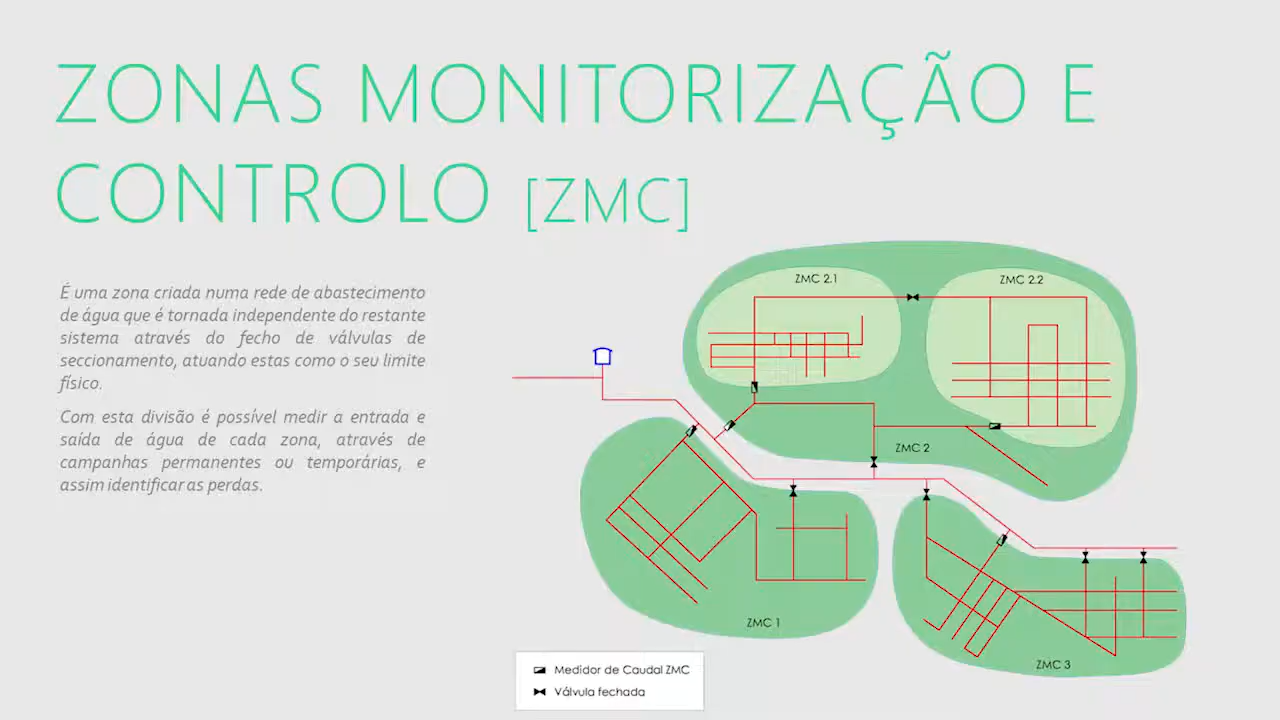 ZONAS MONITORIZAÇÃO E
CONTROLO [ZMC]
É uma zona criada numa rede de abastecimento
de água que é tornada independente do restante
sistema através do fecho de válvulas de
seccionamento, atuando estas como o seu limite
físico.
Com esta divisão é possível medir a entrada e
saída de água de cada zona, através de
campanhas permanentes ou temporárias, e
assim identificar as perdas.
ZMC 2.1
ZMC 2.2
ZMC 2
ZMC 1
ZMC 3
Medidor de Caudal ZMC
Válvula fechada